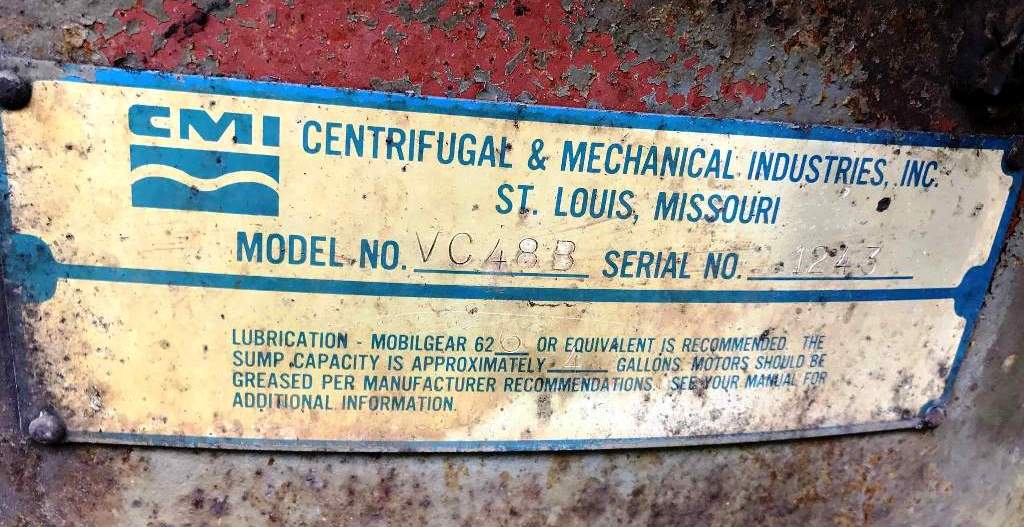 CMI
CENTRIFUGAL & MECHANICAL INDUSTRIES, INC.
ST. LOUIS, MISSOURI
MODEL NO. VC48B SERIAL NO. 1243
LUBRICATION - MOBILGEAR 626 OR EQUIVALENT IS RECOMMENDED. THE
SUMP CAPACITY IS APPROXIMATELY 4 GALLONS. MOTORS SHOULD BE
GREASED PER MANUFACTURER RECOMMENDATIONS. SEE YOUR MANUAL FOR
ADDITIONAL INFORMATION.